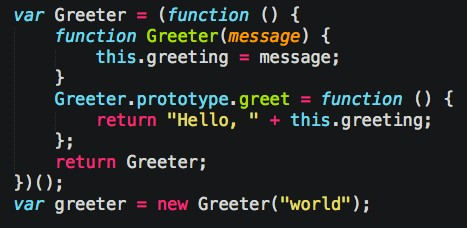 var Greeter = (function () {
    function Greeter(message) {
        this.greeting = message;
    }
    Greeter.prototype.greet = function () {
        return "Hello, " + this.greeting;
    };
    return Greeter;
})();
var greeter = new Greeter("world");